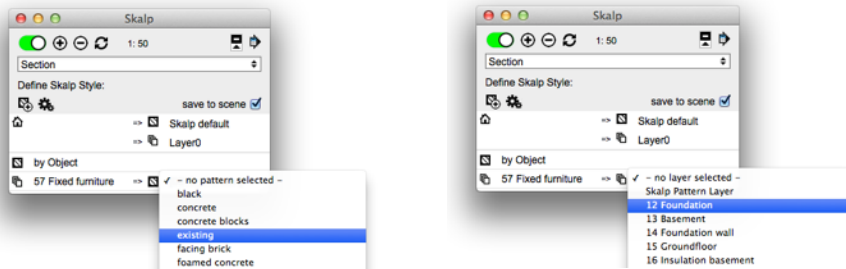 Skalp
1: 50
Section
Define Skalp Style:
save to scene
=> Skalp default
=> Layer0
by Object
57 Fixed furniture =>
✓ – no pattern selected –
black
concrete
concrete blocks
existing
facing brick
foamed concrete
Skalp
1: 50
Section
Define Skalp Style:
save to scene
=> Skalp default
=> Layer0
by Object
57 Fixed furniture =>
✓ – no layer selected –
Skalp Pattern Layer
12 Foundation
13 Basement
14 Foundation wall
15 Groundfloor
16 Insulation basement